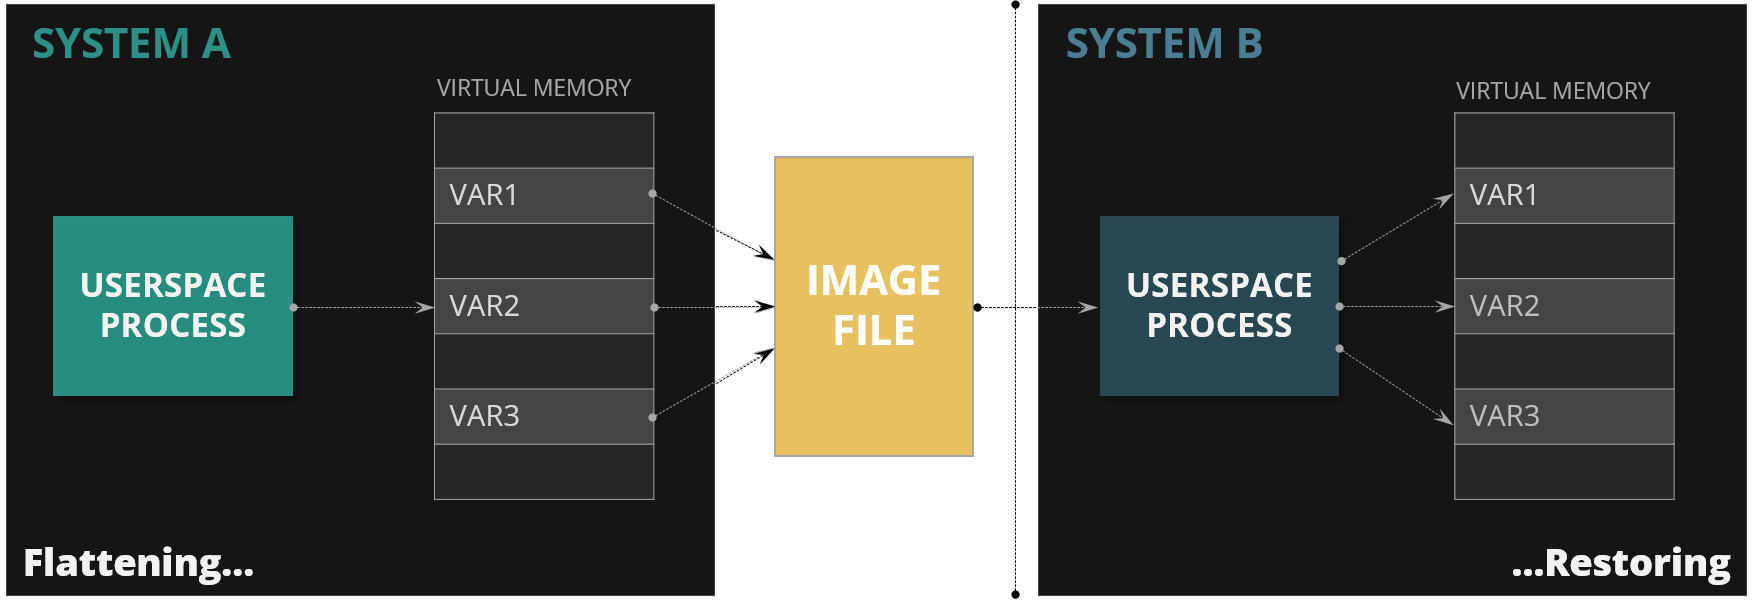 SYSTEM A
VIRTUAL MEMORY
VAR1
USERSPACE
PROCESS
VAR2
VAR3
Flattening...
IMAGE
FILE
SYSTEM B
VIRTUAL MEMORY
USERSPACE
PROCESS
VAR1
VAR2
VAR3
...Restoring